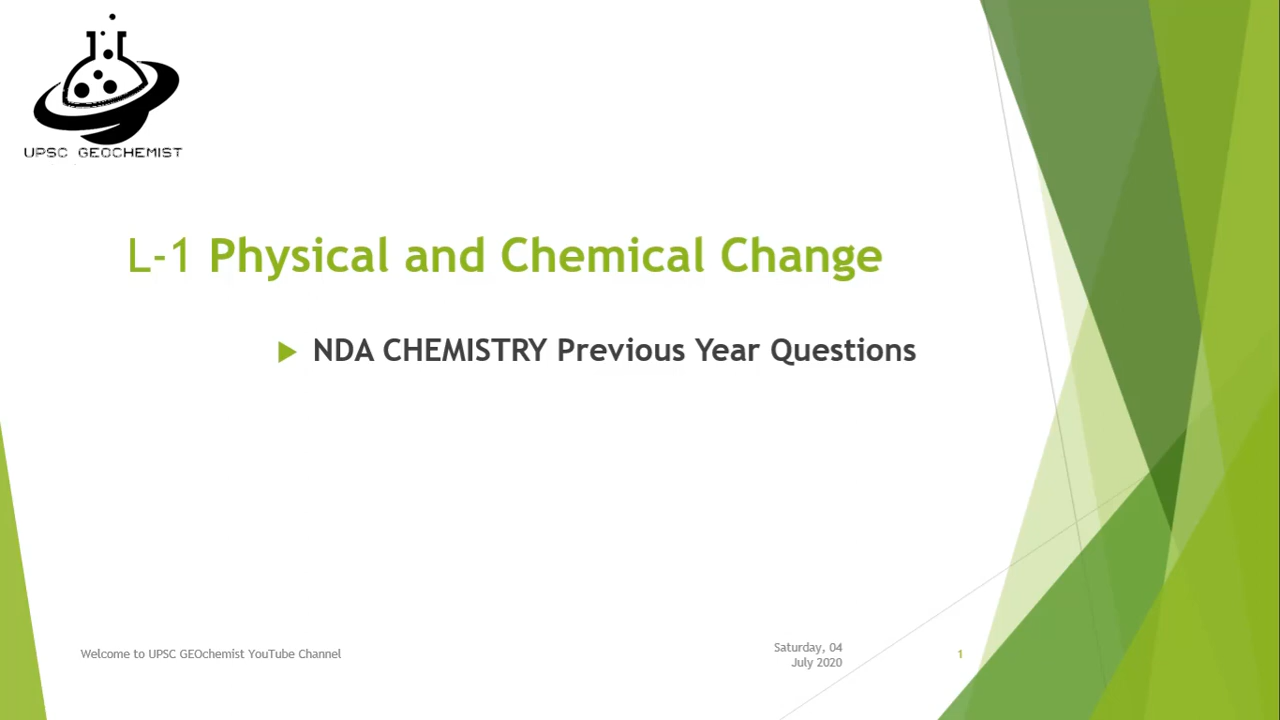 UPSC GEOCHEMIST
L-1 Physical and Chemical Change
NDA CHEMISTRY Previous Year Questions
Welcome to UPSC GEOchemist YouTube Channel
Saturday, 04
July 2020
1